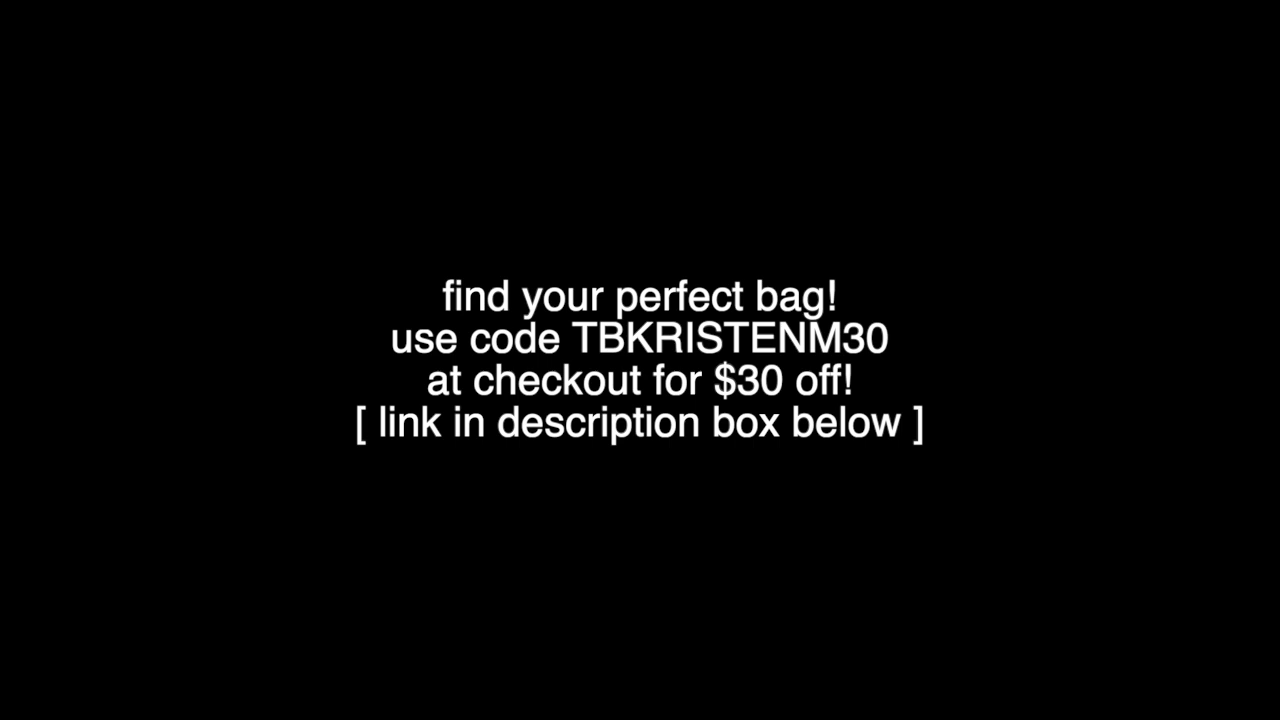 find your perfect bag!
use code TBKRISTENM30
at checkout for $30 off!
[ link in description box below ]